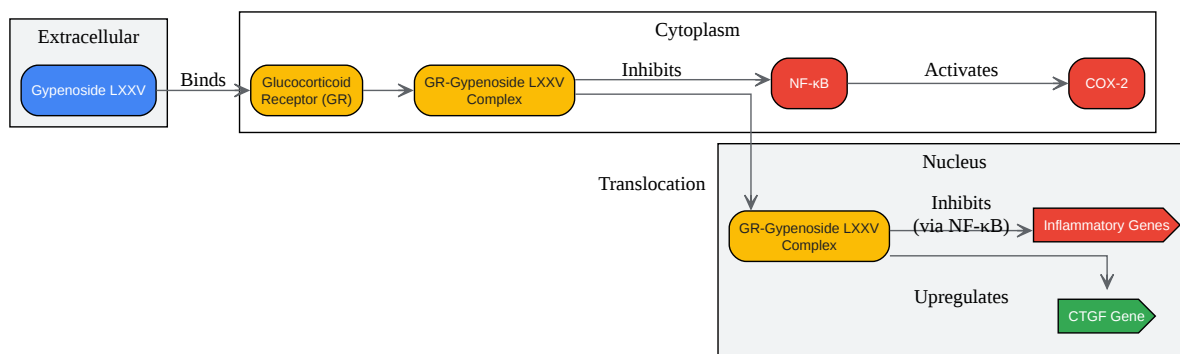 Extracellular
Cytoplasm
Gypenoside LXXV
Binds
Glucocorticoid
Receptor (GR)
GR-Gypenoside LXXV
Complex
Inhibits
NF-κB
Activates
COX-2
Translocation
Nucleus
GR-Gypenoside LXXV
Complex
Inhibits
(via NF-κB)
Inflammatory Genes
Upregulates
CTGF Gene